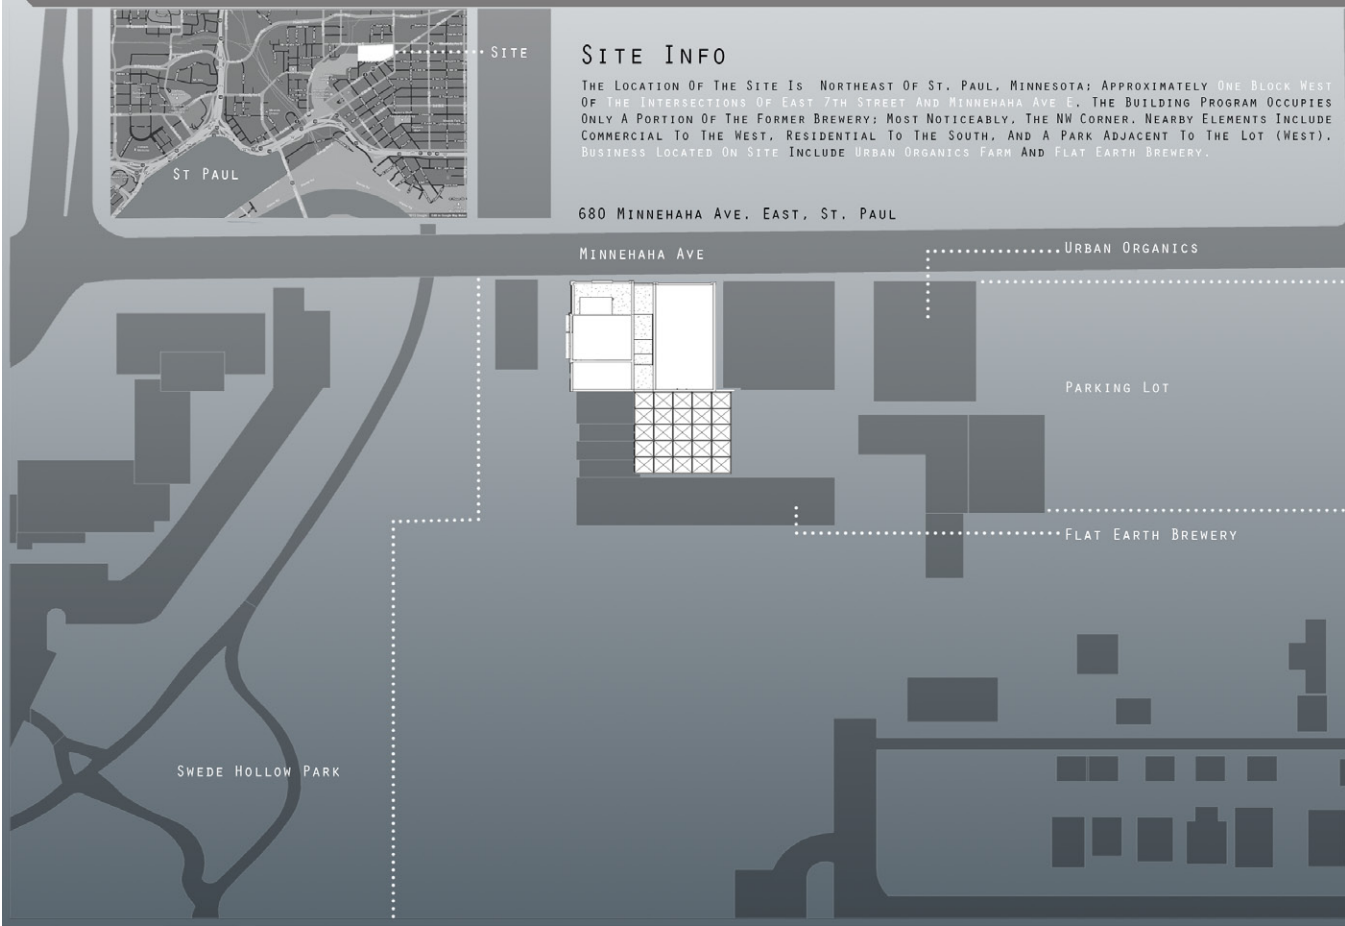 Site
Site Info
The Location Of The Site Is Northeast Of St. Paul, Minnesota; Approximately One Block West
Of The Intersections Of East 7th Street And Minnehaha Ave E. The Building Program Occupies
Only A Portion Of The Former Brewery; Most Noticeably, The NW Corner. Nearby Elements Include
Commercial To The West, Residential To The South, And A Park Adjacent To The Lot (West).
Business Located On Site Include Urban Organics Farm And Flat Earth Brewery.
St Paul
680 Minnehaha Ave. East, St. Paul
Minnehaha Ave
Urban Organics
Parking Lot
Flat Earth Brewery
Swede Hollow Park